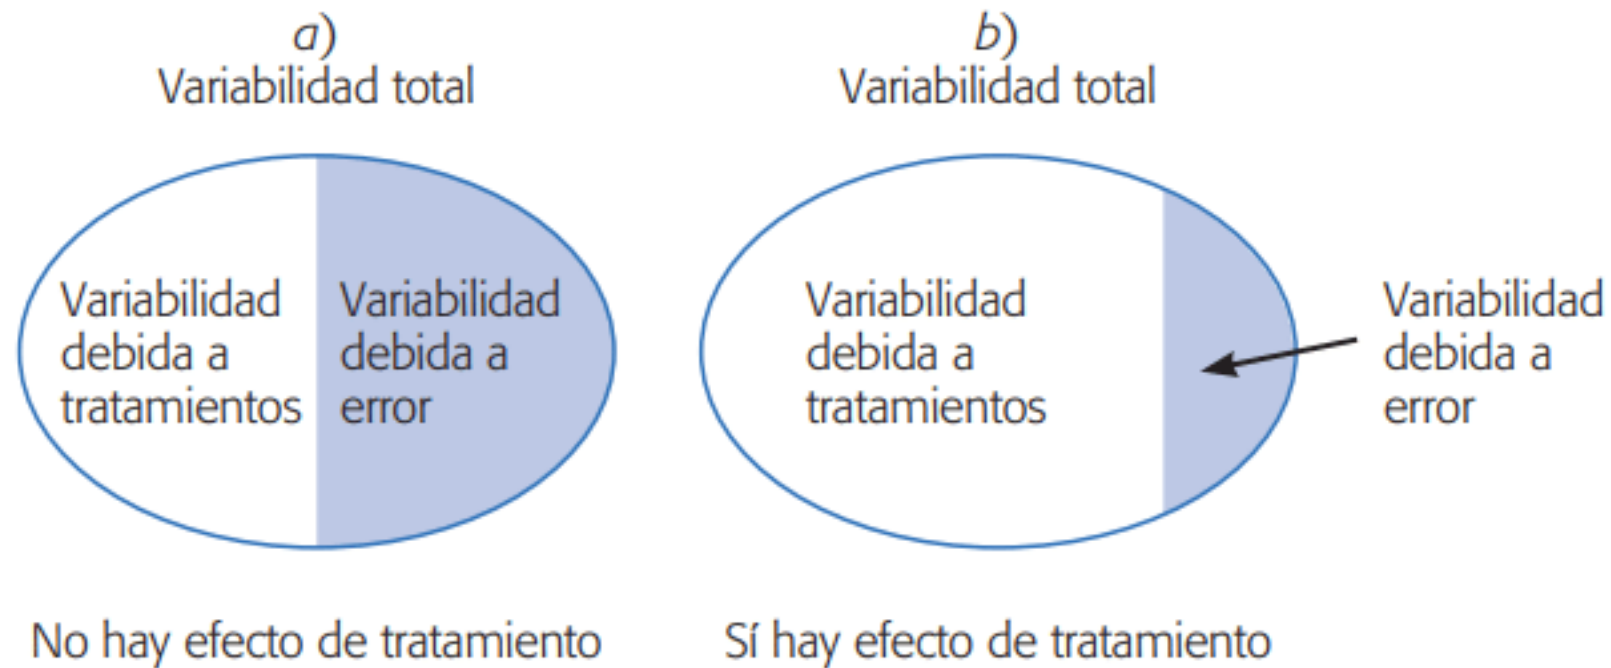 a)
Variabilidad total
Variabilidad
debida a
tratamientos
Variabilidad
debida a
error
No hay efecto de tratamiento
b)
Variabilidad total
Variabilidad
debida a
tratamientos
Variabilidad
debida a
error
Sí hay efecto de tratamiento